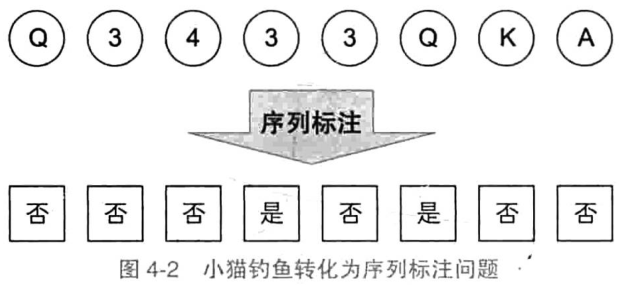 Q 3 4 3 3 Q K A
序列标注
否 否 否 是 否 是 否 否
图 4-2 小猫钓鱼转化为序列标注问题